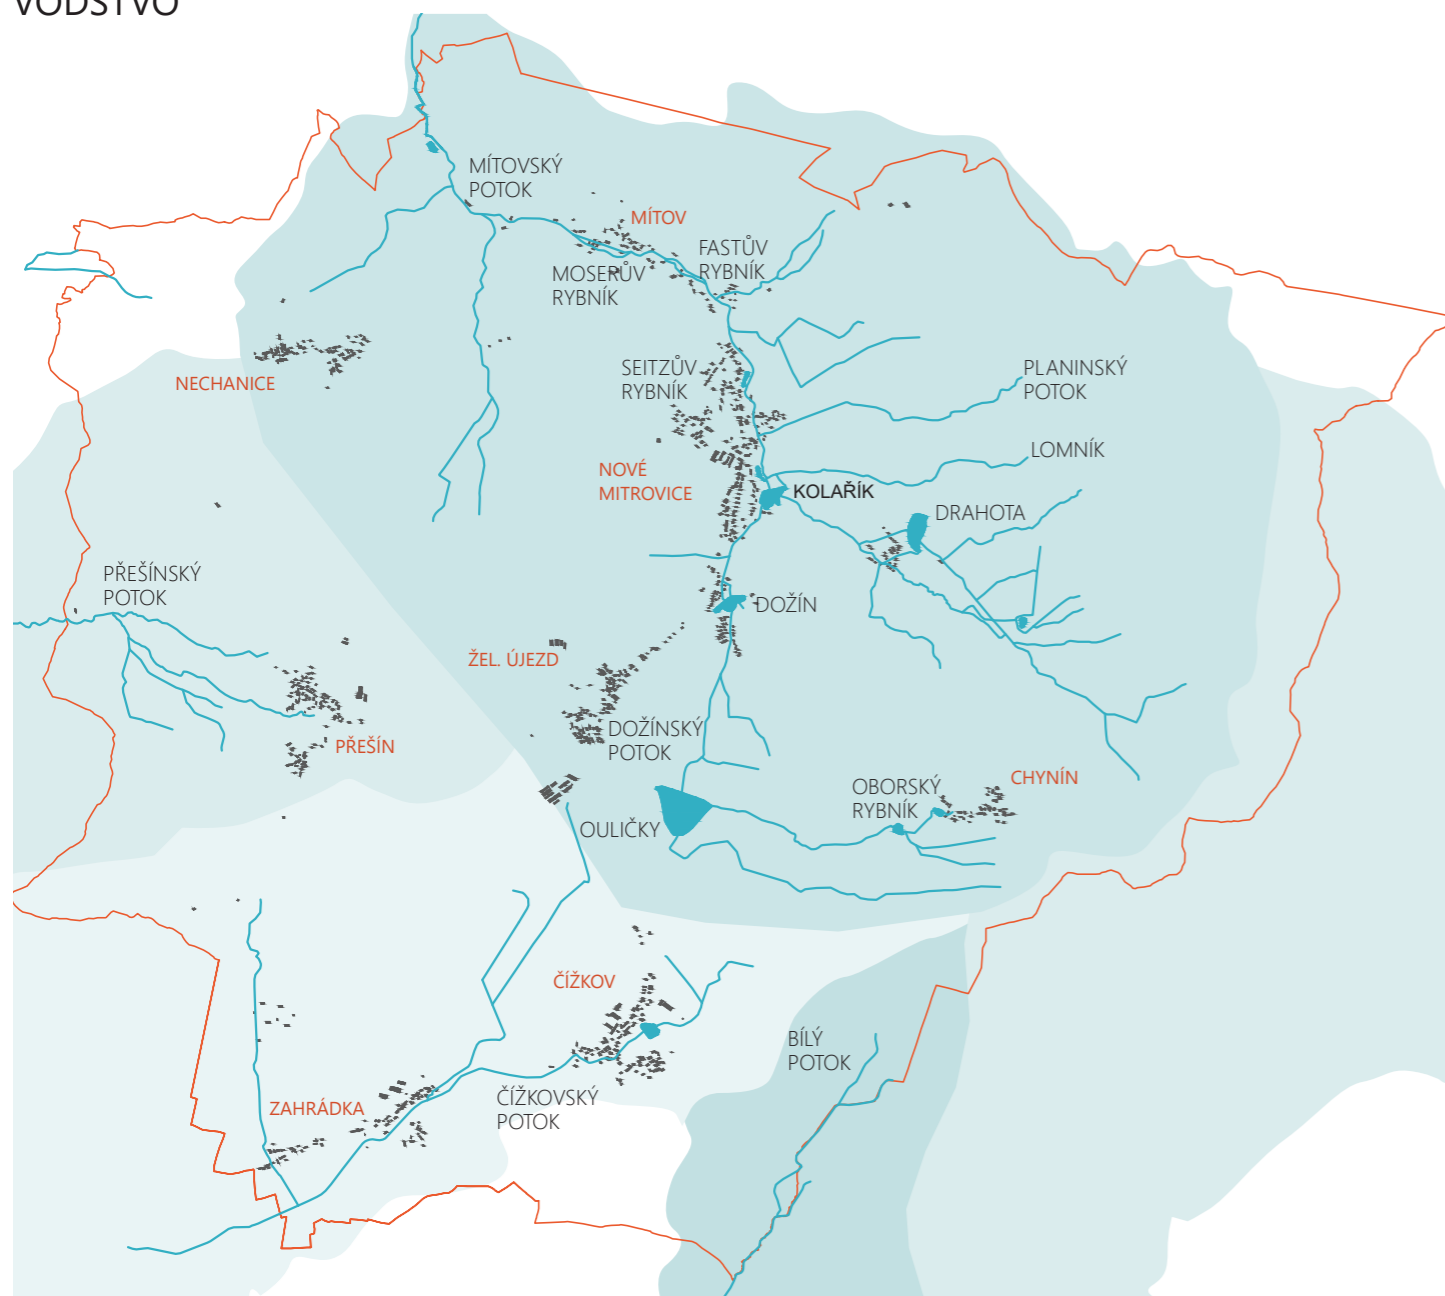 VODSTVO
MÍTOVSKÝ
POTOK
MÍTOV
FASTŮV
RYBNÍK
MOSERŮV
RYBNÍK
NECHANICE
SEITZŮV
RYBNÍK
PLANINSKÝ
POTOK
LOMNÍK
NOVÉ
MITROVICE
KOLAŘÍK
DRAHOTA
PŘEŠÍNSKÝ
POTOK
DOŽÍN
ŽEL. ÚJEZD
DOŽÍNSKÝ
POTOK
PŘEŠÍN
CHYNÍN
OBORSKÝ
RYBNÍK
OULIČKY
ČÍŽKOV
BÍLÝ
POTOK
ČÍŽKOVSKÝ
POTOK
ZAHRÁDKA